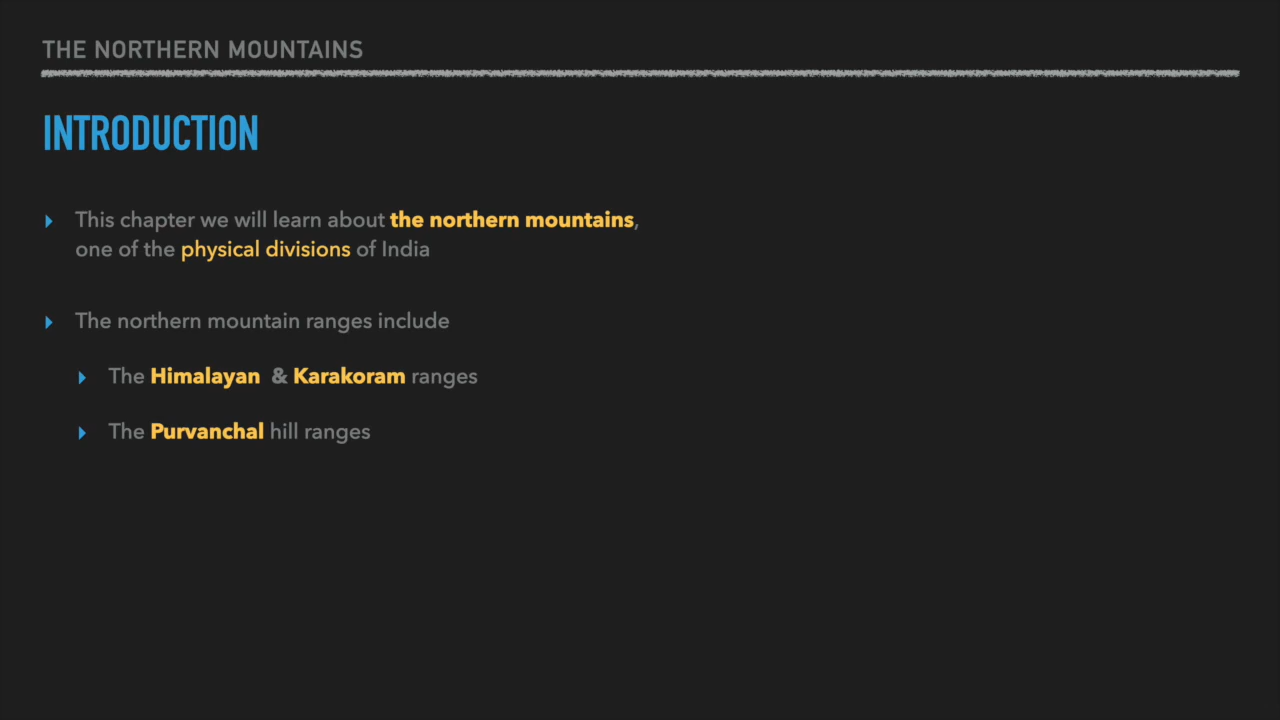 THE NORTHERN MOUNTAINS
INTRODUCTION
This chapter we will learn about the northern mountains,
one of the physical divisions of India
The northern mountain ranges include
The Himalayan & Karakoram ranges
The Purvanchal hill ranges